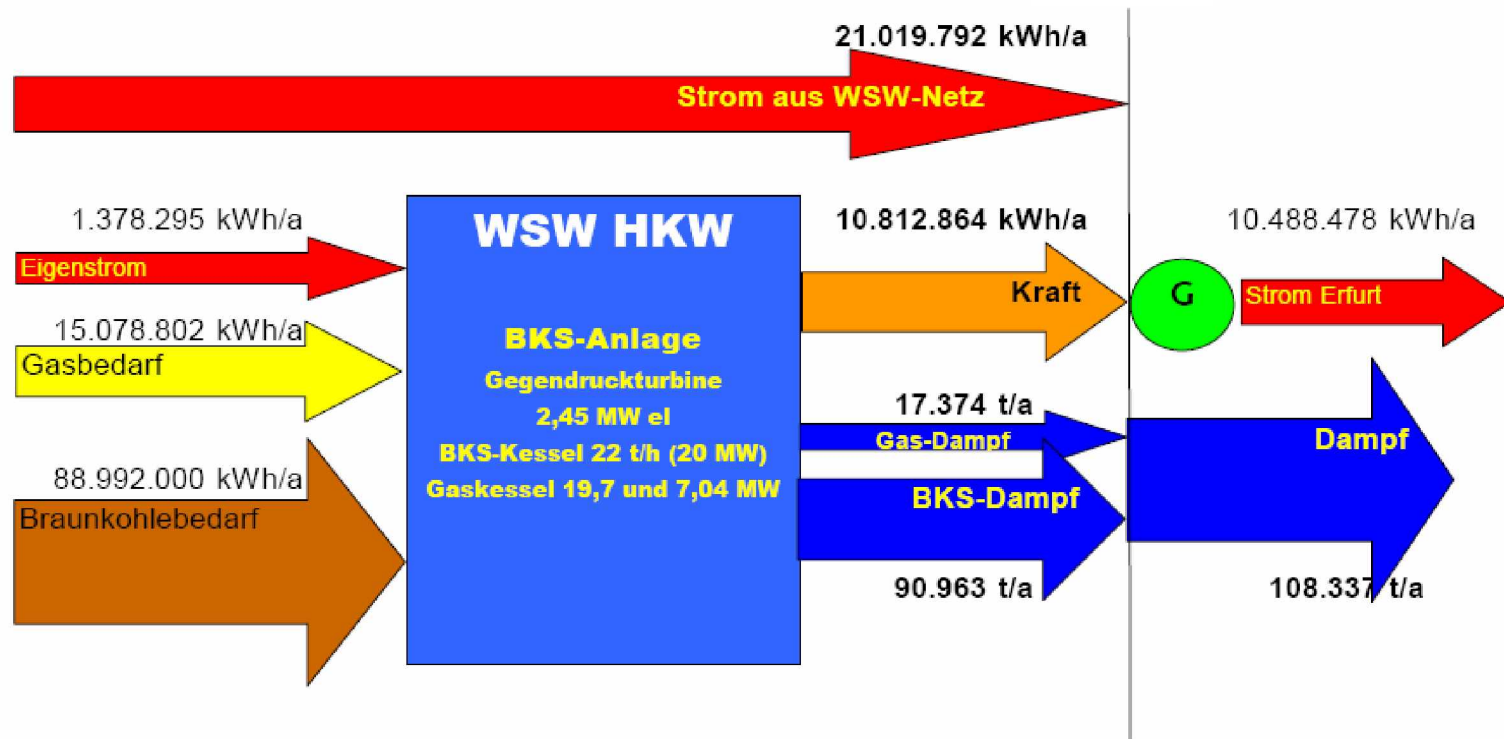 21.019.792 kWh/a
Strom aus WSW-Netz
1.378.295 kWh/a
Eigenstrom
15.078.802 kWh/a
Gasbedarf
88.992.000 kWh/a
Braunkohlebedarf
WSW HKW
BKS-Anlage
Gegendruckturbine
2,45 MW el
BKS-Kessel 22 t/h (20 MW)
Gaskessel 19,7 und 7,04 MW
10.812.864 kWh/a
Kraft
G
10.488.478 kWh/a
Strom Erfurt
17.374 t/a
Gas-Dampf
BKS-Dampf
90.963 t/a
Dampf
108.337 t/a